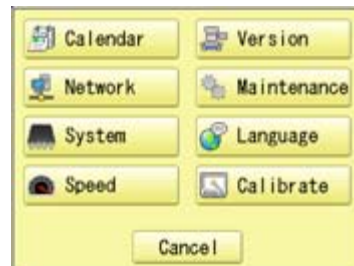 Calendar
Version
Network
Maintenance
System
Language
Speed
Calibrate
Cancel